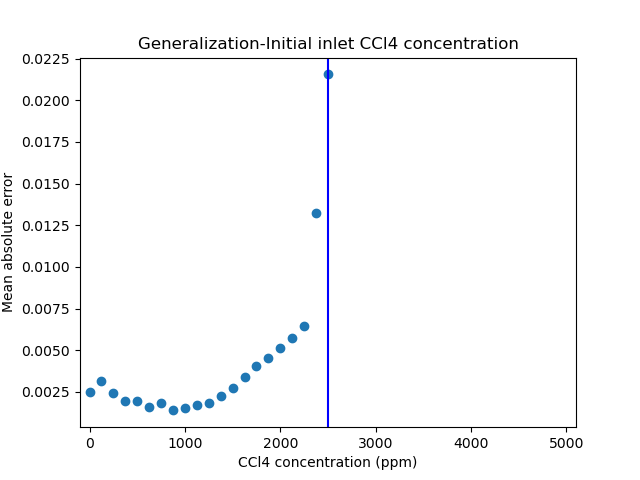 Generalization-Initial inlet CCl4 concentration
0.0225
0.0200
0.0175
0.0150
0.0125
0.0100
0.0075
0.0050
0.0025
Mean absolute error
0 1000 2000 3000 4000 5000
CCl4 concentration (ppm)